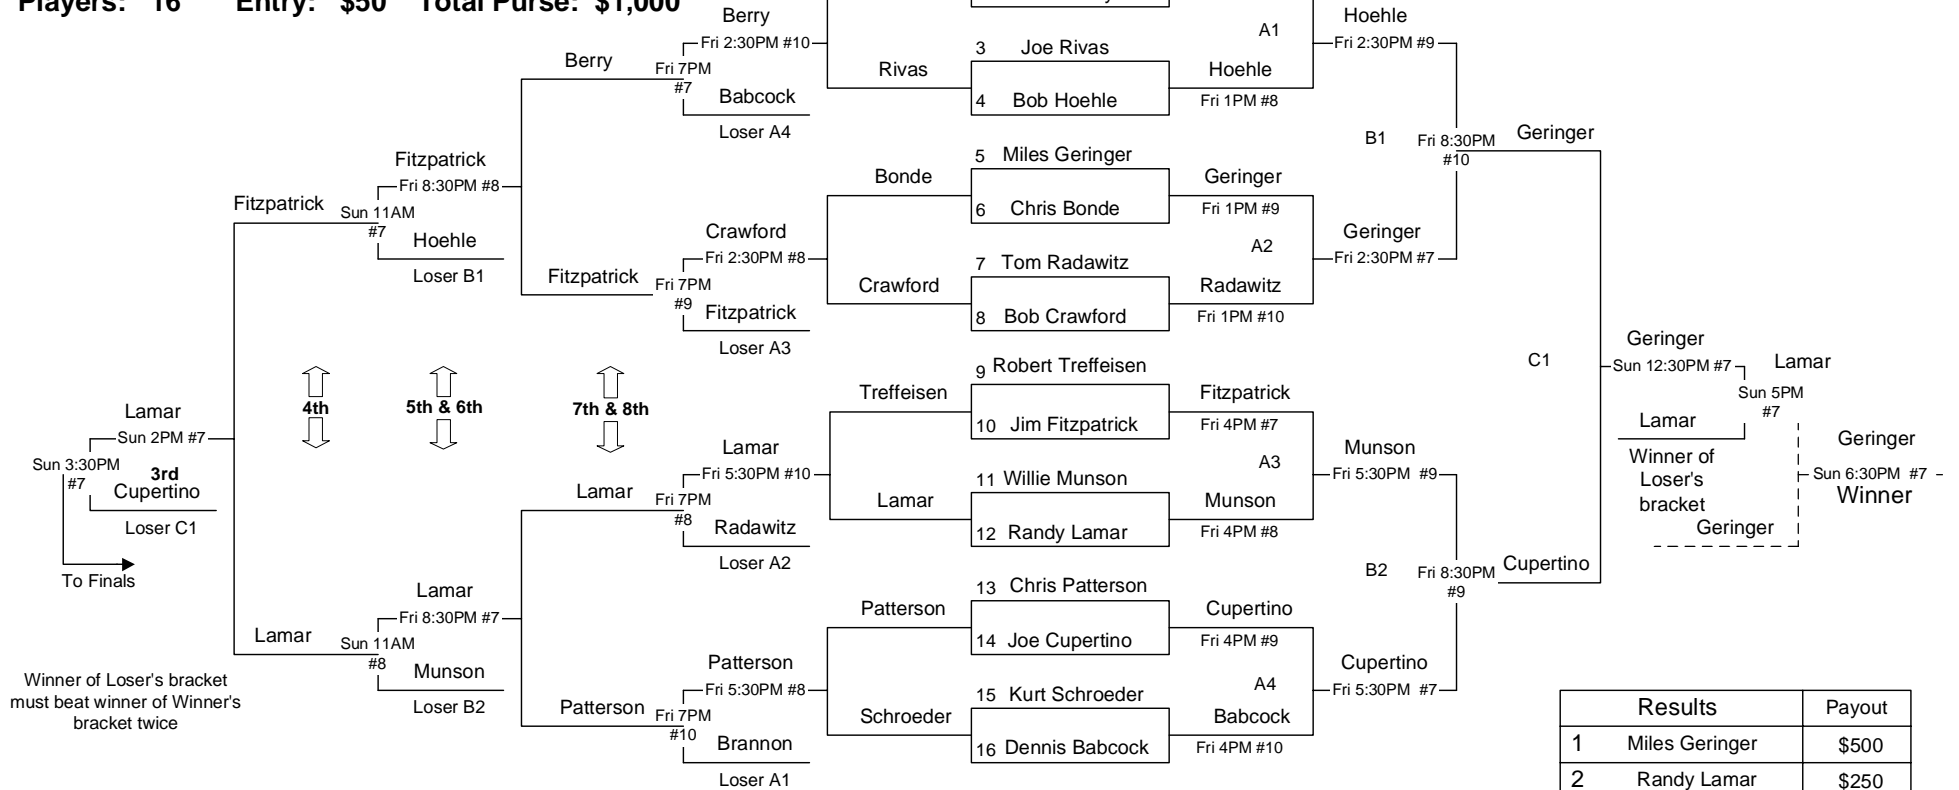 Players: 16 Entry: $50 Total Purse: $1,000
Berry
Fri 2:30PM #10
Berry
Fri 7PM
#7
Babcock
Loser A4
Rivas
3 Joe Rivas
4 Bob Hoehle
Hoehle
Fri 1PM #8
A1
Hoehle
Fri 2:30PM #9
Fitzpatrick
Fri 8:30PM #8
Fitzpatrick
Sun 11AM
#7
Hoehle
Loser B1
Bonde
5 Miles Geringer
6 Chris Bonde
Geringer
Fri 1PM #9
B1
Fri 8:30PM
#10
Geringer
Crawford
Fri 2:30PM #8
Fitzpatrick
Fri 7PM
#9
Fitzpatrick
Loser A3
Crawford
7 Tom Radawitz
8 Bob Crawford
Radawitz
Fri 1PM #10
A2
Geringer
Fri 2:30PM #7
4th
5th & 6th
7th & 8th
Treffeisen
9 Robert Treffeisen
10 Jim Fitzpatrick
Fitzpatrick
Fri 4PM #7
C1
Geringer
Sun 12:30PM #7
Lamar
Sun 5PM
#7
Lamar
Winner of
Loser's
bracket
Geringer
Geringer
Sun 6:30PM #7
Winner
Lamar
Sun 2PM #7
Sun 3:30PM
#7
3rd
Cupertino
Loser C1
To Finals
Lamar
Fri 5:30PM #10
Lamar
Fri 7PM
#8
Radawitz
Loser A2
Lamar
11 Willie Munson
12 Randy Lamar
Munson
Fri 4PM #8
A3
Munson
Fri 5:30PM #9
B2
Fri 8:30PM
#9
Cupertino
Lamar
Fri 8:30PM #7
Lamar
Sun 11AM
#8
Munson
Loser B2
Patterson
13 Chris Patterson
14 Joe Cupertino
Cupertino
Fri 4PM #9
Patterson
Fri 5:30PM #8
Patterson
Fri 7PM
#10
Brannon
Loser A1
Schroeder
15 Kurt Schroeder
16 Dennis Babcock
Babcock
Fri 4PM #10
A4
Cupertino
Fri 5:30PM #7
Winner of Loser's bracket
must beat winner of Winner's
bracket twice
Results Payout
1 Miles Geringer $500
2 Randy Lamar $250